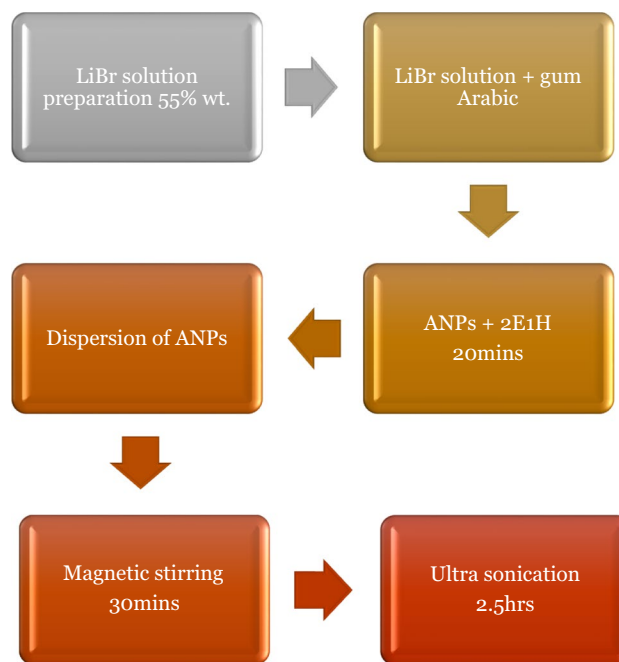 LiBr solution
preparation 55% wt.
LiBr solution + gum
Arabic
ANPs + 2E1H
20mins
Dispersion of ANPs
Magnetic stirring
30mins
Ultra sonication
2.5hrs